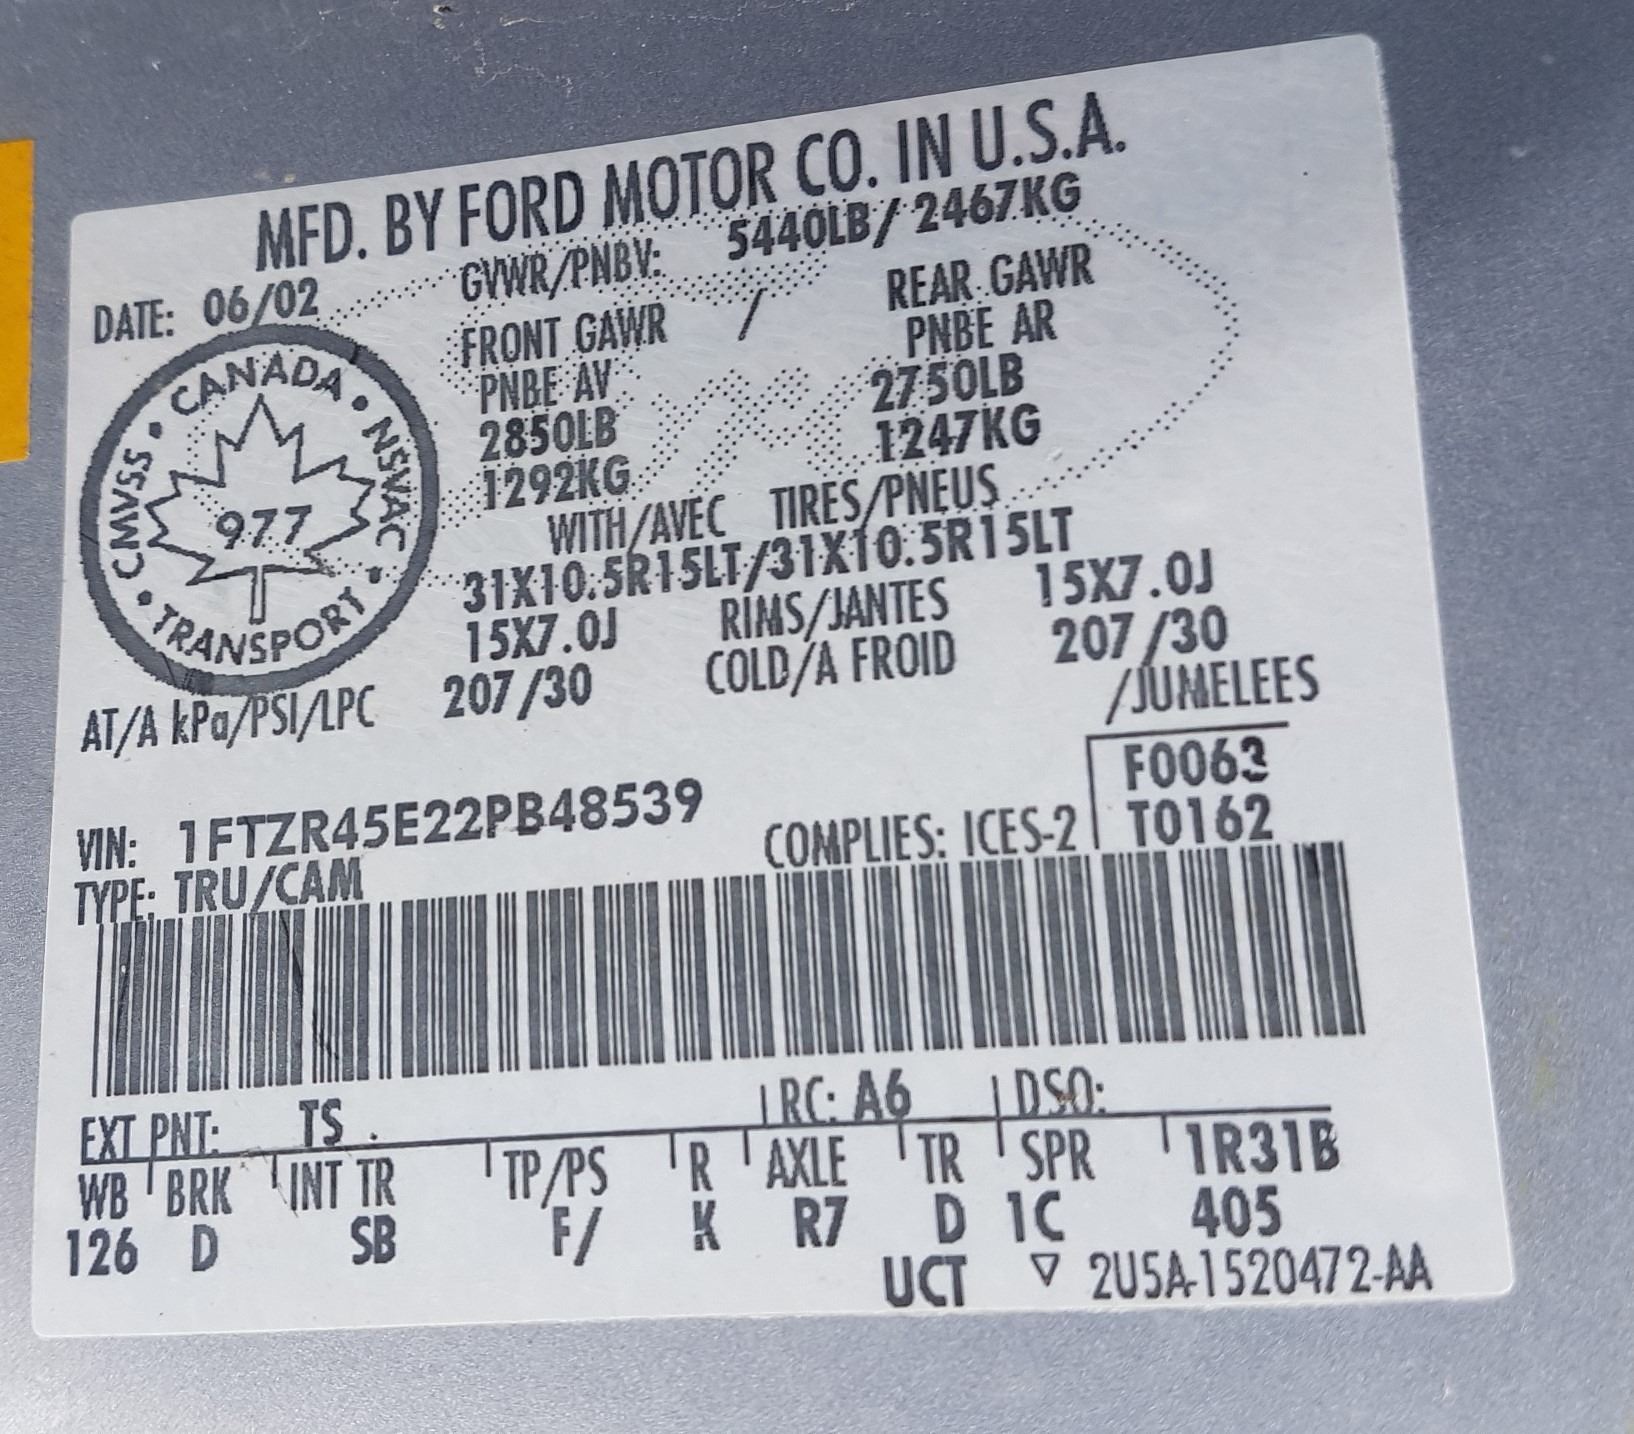 MFD. BY FORD MOTOR CO. IN U.S.A.
DATE: 06/02
GVWR/PNBV: 5440LB/ 2467KG
FRONT GAWR / REAR GAWR
PNBE AV PNBE AR
2850LB 2750LB
1292KG 1247KG
CANADA • NSVAC • TRANSPORT • CMVSS •
977
WITH/AVEC TIRES/PNEUS
31X10.5R15LT/31X10.5R15LT
15X7.0J RIMS/JANTES 15X7.0J
AT/A kPa/PSI/LPC 207/30 COLD/A FROID 207/30
/JUMELEES
F0063
VIN: 1FTZR45E22PB48539
COMPLIES: ICES-2 T0162
TYPE: TRU/CAM
EXT PNT: TS RC: A6 DSO:
WB BRK INT TR TP/PS R AXLE TR SPR 1R31B
126 D SB F/ K R7 D 1C 405
UCT ▽ 2U5A-1520472-AA